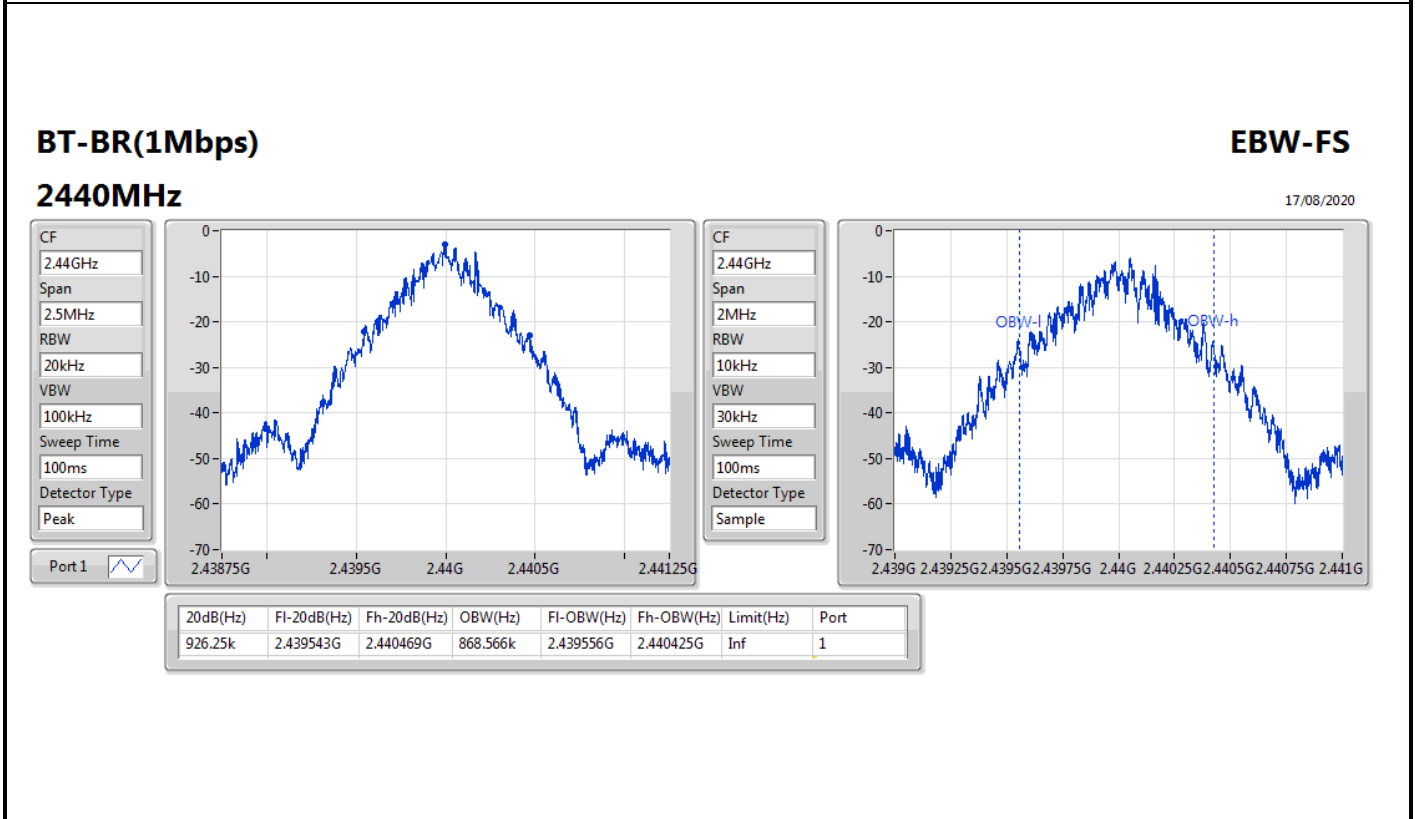 BT-BR(1Mbps)
EBW-FS
2440MHz
17/08/2020
CF
2.44GHz
Span
2.5MHz
RBW
20kHz
VBW
100kHz
Sweep Time
100ms
Detector Type
Peak
Port 1
0
-10
-20
-30
-40
-50
-60
-70
2.43875G 2.4395G 2.44G 2.4405G 2.44125G
CF
2.44GHz
Span
2MHz
RBW
10kHz
VBW
30kHz
Sweep Time
100ms
Detector Type
Sample
0
-10
-20
-30
-40
-50
-60
-70
OBW-l OBW-h
2.439G 2.43925G 2.4395G 2.43975G 2.44G 2.44025G 2.4405G 2.44075G 2.441G
20dB(Hz) Fl-20dB(Hz) Fh-20dB(Hz) OBW(Hz) Fl-OBW(Hz) Fh-OBW(Hz) Limit(Hz) Port
926.25k 2.439543G 2.440469G 868.566k 2.439556G 2.440425G Inf 1